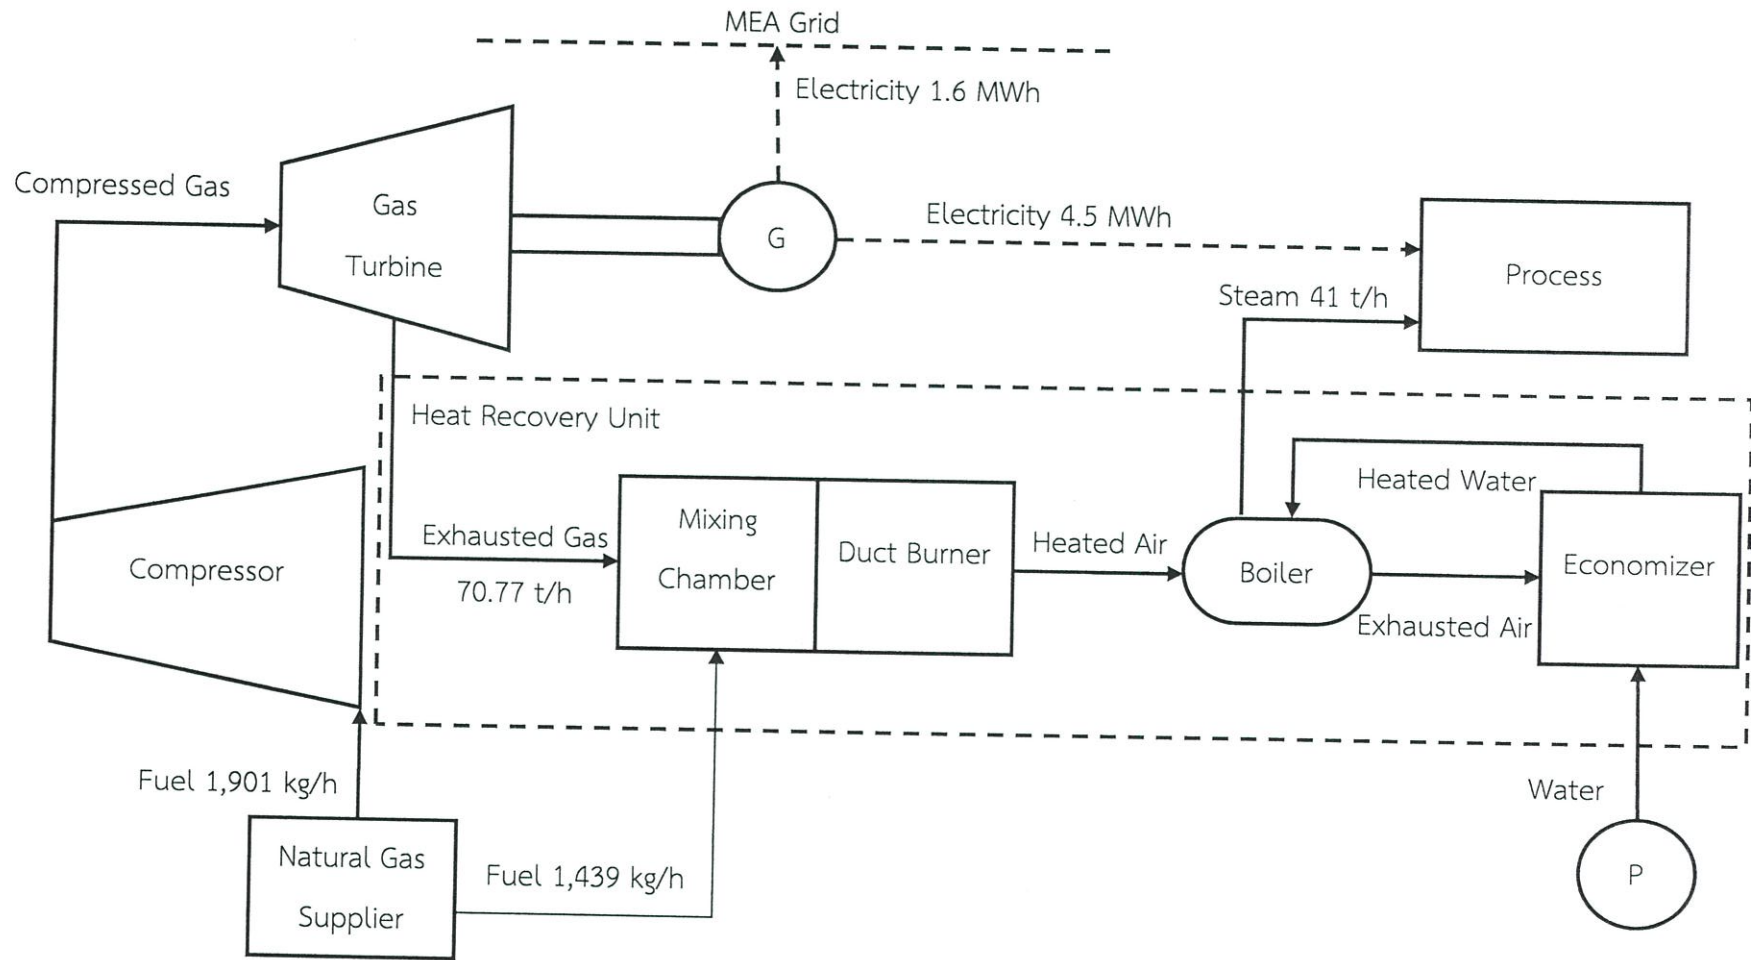 MEA Grid
Electricity 1.6 MWh
Compressed Gas
Gas
Turbine
G
Electricity 4.5 MWh
Steam 41 t/h
Process
Heat Recovery Unit
Exhausted Gas
70.77 t/h
Mixing
Chamber
Duct Burner
Heated Air
Boiler
Heated Water
Exhausted Air
Economizer
Compressor
Fuel 1,901 kg/h
Natural Gas
Supplier
Fuel 1,439 kg/h
Water
P